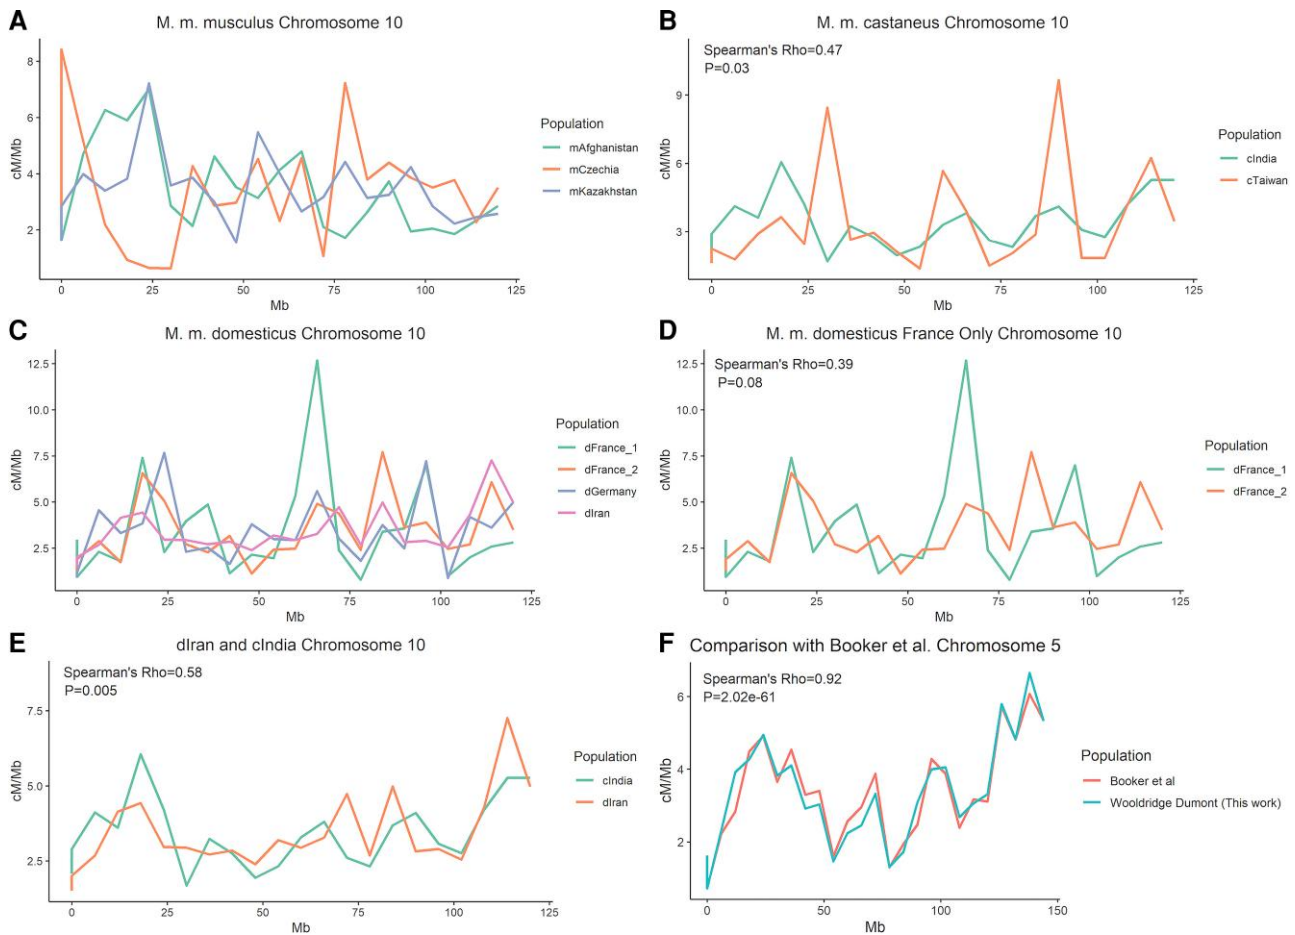 A
M. m. musculus Chromosome 10
cM/Mb
8
6
4
2
0
25
50
75
100
125
Mb
Population
mAfghanistan
mCzechia
mKazakhstan
B
M. m. castaneus Chromosome 10
Spearman's Rho=0.47
P=0.03
cM/Mb
9
6
3
0
25
50
75
100
125
Mb
Population
cIndia
cTaiwan
C
M. m. domesticus Chromosome 10
cM/Mb
12.5
10.0
7.5
5.0
2.5
0
25
50
75
100
125
Mb
Population
dFrance_1
dFrance_2
dGermany
dIran
D
M. m. domesticus France Only Chromosome 10
Spearman's Rho=0.39
P=0.08
cM/Mb
12.5
10.0
7.5
5.0
2.5
0
25
50
75
100
125
Mb
Population
dFrance_1
dFrance_2
E
dIran and cIndia Chromosome 10
Spearman's Rho=0.58
P=0.005
cM/Mb
7.5
5.0
2.5
0
25
50
75
100
125
Mb
Population
cIndia
dIran
F
Comparison with Booker et al. Chromosome 5
Spearman's Rho=0.92
P=2.02e-61
cM/Mb
6
4
2
0
50
100
150
Mb
Population
Booker et al
Wooldridge Dumont (This work)